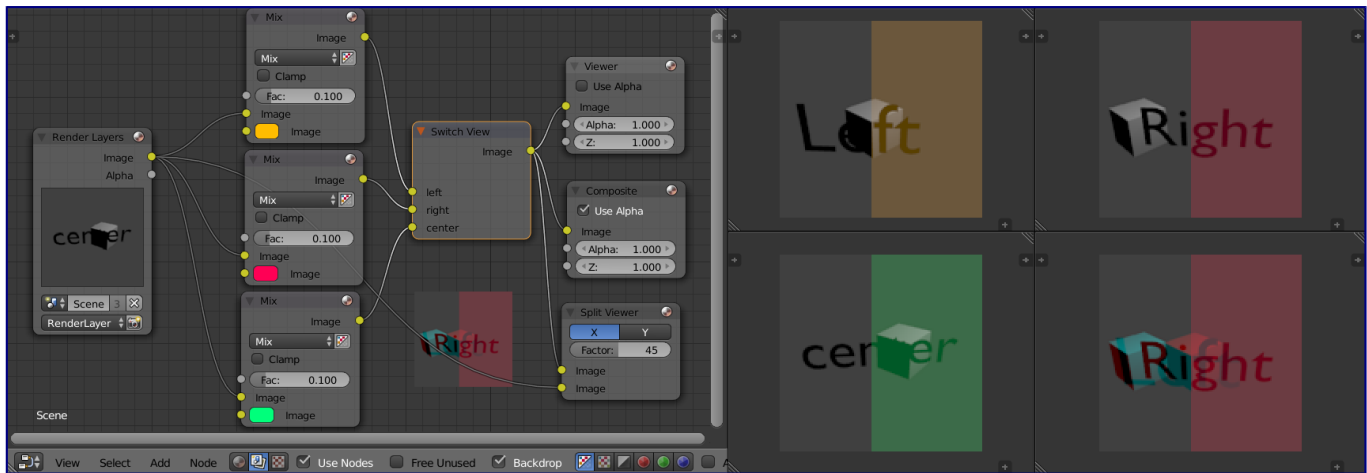 Mix
Image
Mix
Clamp
Fac: 0.100
Image
Image
Render Layers
Image
Alpha
center
Scene 3
RenderLayer
Mix
Image
Mix
Clamp
Fac: 0.100
Image
Image
Mix
Image
Mix
Clamp
Fac: 0.100
Image
Image
Switch View
Image
left
right
center
Viewer
Use Alpha
Image
Alpha: 1.000
Z: 1.000
Composite
Use Alpha
Image
Alpha: 1.000
Z: 1.000
Split Viewer
X Y
Factor: 45
Image
Image
Right
Scene
View Select Add Node Use Nodes Free Unused Backdrop
Left
Right
center
Right